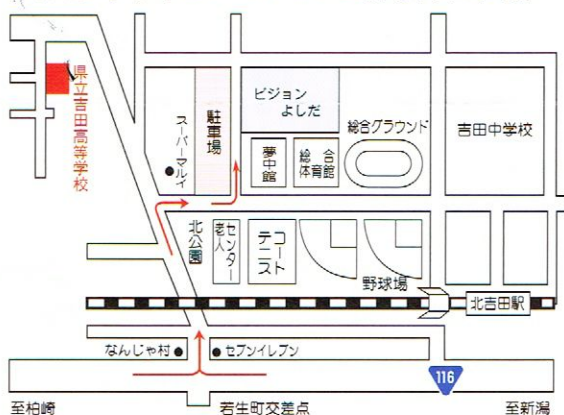 県立吉田高等学校
スーパーマルイ
駐車場
ビジョン
よしだ
夢中館
総合
体育館
総合グラウンド
吉田中学校
北公園
老人
センター
テニス
コート
野球場
北吉田駅
なんじゃ村
セブンイレブン
116
至柏崎
若生町交差点
至新潟